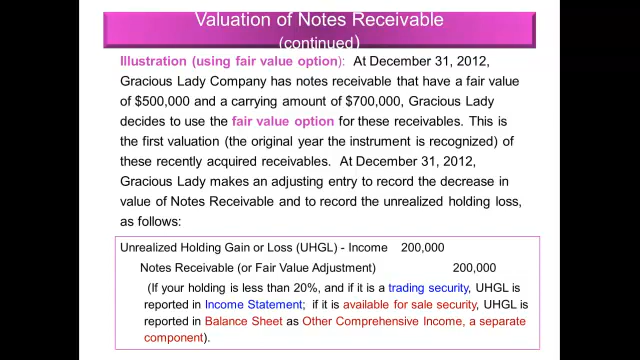 Valuation of Notes Receivable
(continued)
Illustration (using fair value option): At December 31, 2012,
Gracious Lady Company has notes receivable that have a fair value
of $500,000 and a carrying amount of $700,000, Gracious Lady
decides to use the fair value option for these receivables. This is
the first valuation (the original year the instrument is recognized) of
these recently acquired receivables. At December 31, 2012,
Gracious Lady makes an adjusting entry to record the decrease in
value of Notes Receivable and to record the unrealized holding loss,
as follows:
Unrealized Holding Gain or Loss (UHGL) - Income 200,000
Notes Receivable (or Fair Value Adjustment) 200,000
(If your holding is less than 20%, and if it is a trading security, UHGL is
reported in Income Statement; if it is available for sale security, UHGL is
reported in Balance Sheet as Other Comprehensive Income, a separate
component).